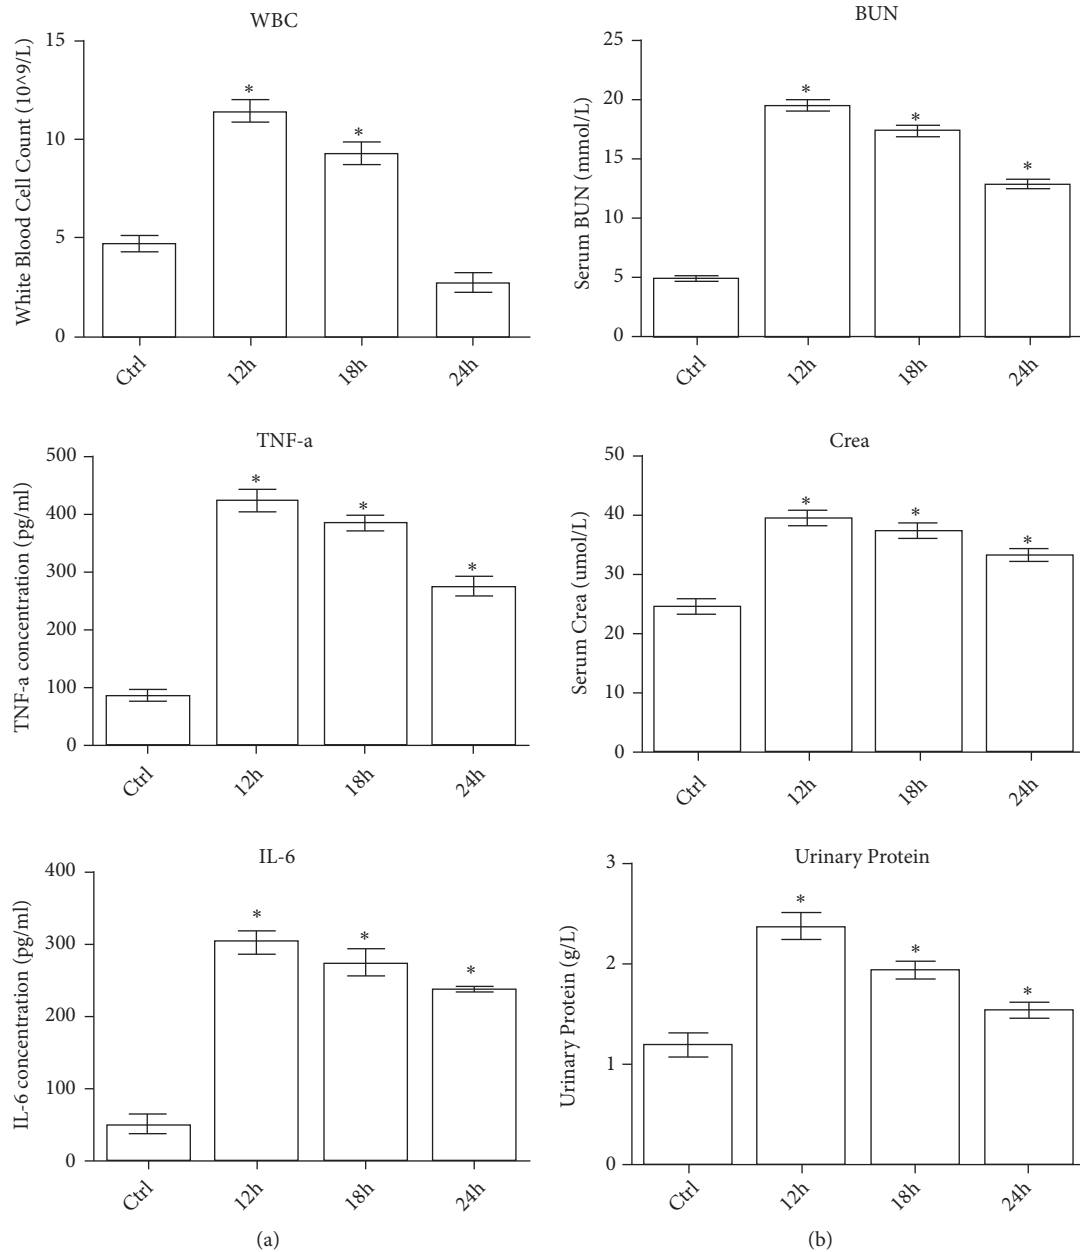 WBC
White Blood Cell Count (10^9/L)
15
10
5
0
*
*
Ctrl
12h
18h
24h
TNF-a
TNF-a concentration (pg/ml)
500
400
300
200
100
0
*
*
*
Ctrl
12h
18h
24h
IL-6
IL-6 concentration (pg/ml)
400
300
200
100
0
*
*
*
Ctrl
12h
18h
24h
(a)
BUN
Serum BUN (mmol/L)
25
20
15
10
5
0
*
*
*
Ctrl
12h
18h
24h
Crea
Serum Crea (umol/L)
50
40
30
20
10
0
*
*
*
Ctrl
12h
18h
24h
Urinary Protein
Urinary Protein (g/L)
3
2
1
0
*
*
*
Ctrl
12h
18h
24h
(b)